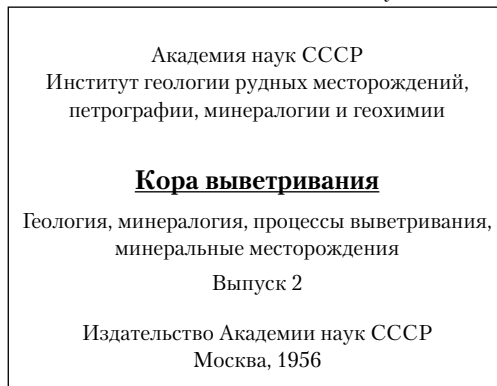 Академия наук СССР
Институт геологии рудных месторождений,
петрографии, минералогии и геохимии
Кора выветривания
Геология, минералогия, процессы выветривания,
минеральные месторождения
Выпуск 2
Издательство Академии наук СССР
Москва, 1956